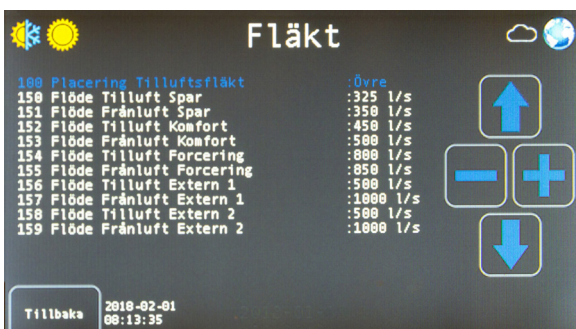 Fläkt
100 Placering Tilluftsfläkt :Övre
150 Flöde Tilluft Spar :325 l/s
151 Flöde Frånluft Spar :350 l/s
152 Flöde Tilluft Komfort :450 l/s
153 Flöde Frånluft Komfort :500 l/s
154 Flöde Tilluft Forcering :800 l/s
155 Flöde Frånluft Forcering :850 l/s
156 Flöde Tilluft Extern 1 :500 l/s
157 Flöde Frånluft Extern 1 :1000 l/s
158 Flöde Tilluft Extern 2 :500 l/s
159 Flöde Frånluft Extern 2 :1000 l/s
Tillbaka
2018-02-01
08:13:35